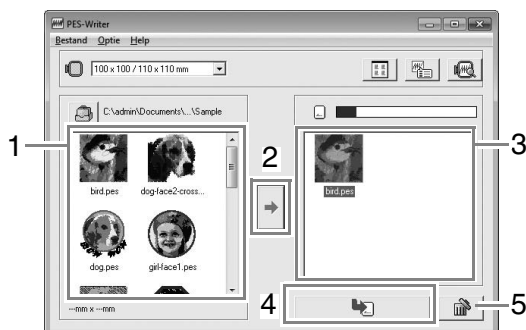 PES-Writer
Bestand Optie Help
100 x 100 / 110 x 110 mm
C:\admin\Documents\...\Sample
1
2
3
bird.pes dog-face2-cross...
bird.pes
dog.pes girl-face1.pes
4
5
---mm x ---mm